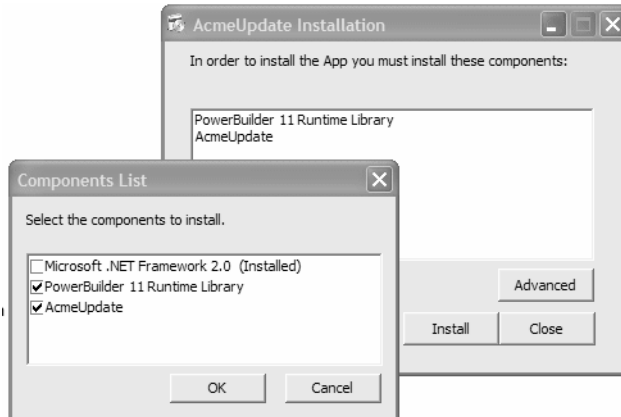 AcmeUpdate Installation
In order to install the App you must install these components:
PowerBuilder 11 Runtime Library
AcmeUpdate
Advanced
Install
Close
Components List
Select the components to install.
Microsoft .NET Framework 2.0 (Installed)
PowerBuilder 11 Runtime Library
AcmeUpdate
OK
Cancel